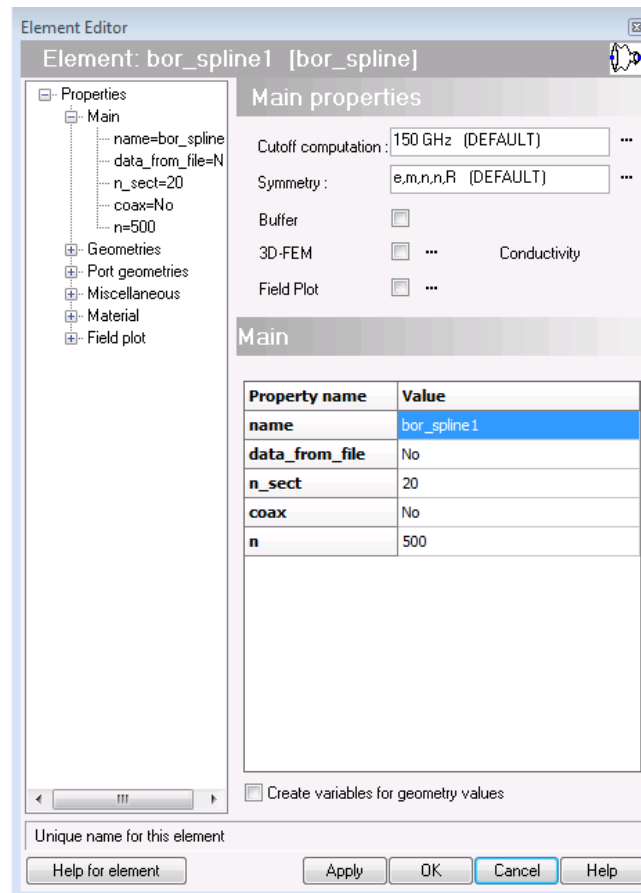 Element Editor
Element: bor_spline1 [bor_spline]
Properties
Main
name=bor_spline
data_from_file=N
n_sect=20
coax=No
n=500
Geometries
Port geometries
Miscellaneous
Material
Field plot
Main properties
Cutoff computation : 150 GHz (DEFAULT) ...
Symmetry : e,m,n,n,R (DEFAULT) ...
Buffer
3D-FEM ... Conductivity
Field Plot ...
Main
Property name Value
name bor_spline1
data_from_file No
n_sect 20
coax No
n 500
Create variables for geometry values
Unique name for this element
Help for element Apply OK Cancel Help